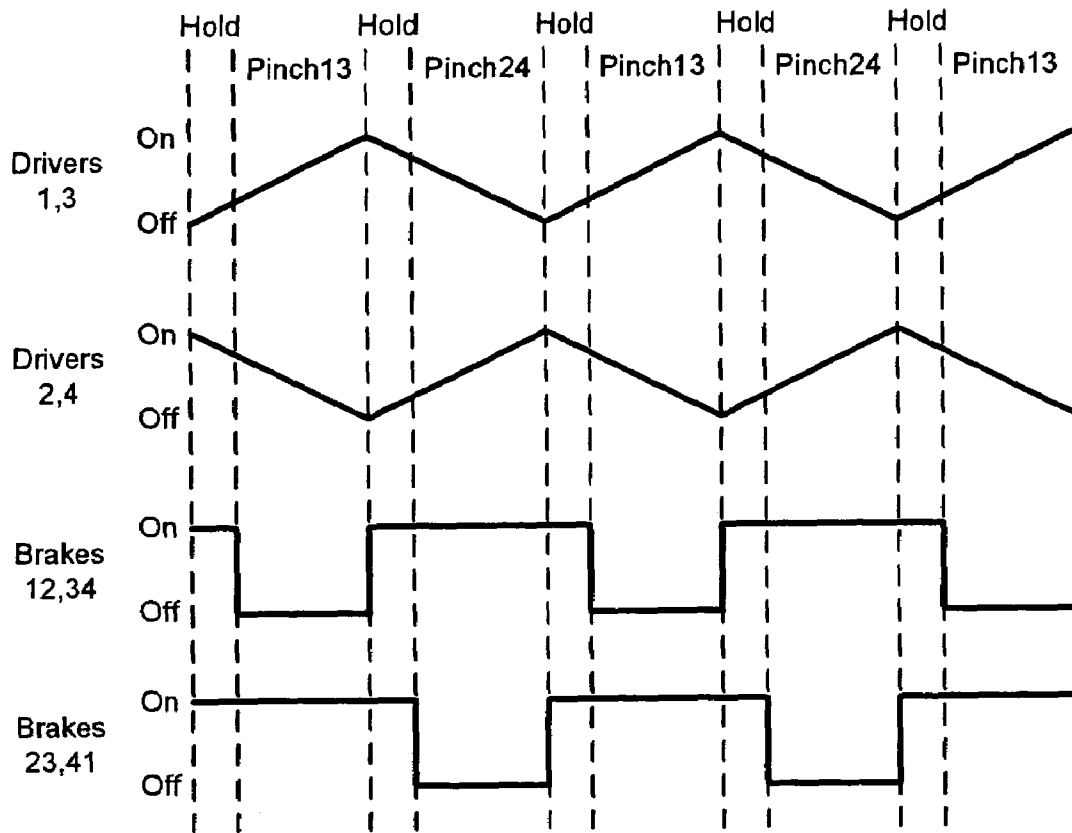 Hold Hold Hold Hold Hold
Pinch13 Pinch24 Pinch13 Pinch24 Pinch13
On
Drivers
1,3
Off
On
Drivers
2,4
Off
On
Brakes
12,34
Off
On
Brakes
23,41
Off